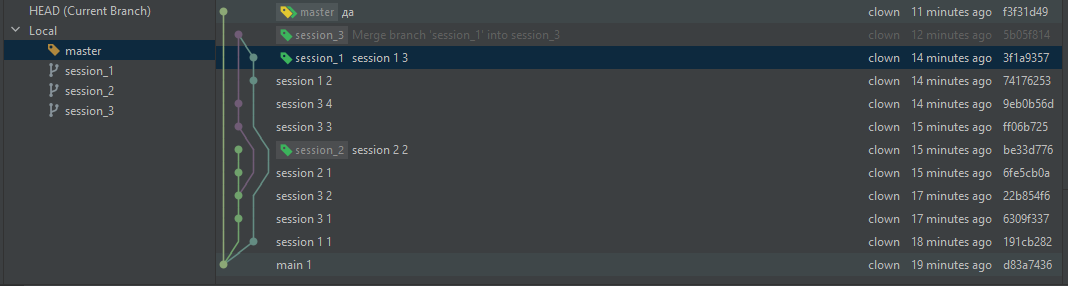 HEAD (Current Branch)
Local
master
session_1
session_2
session_3
master да clown 11 minutes ago f3f31d49
session_3 Merge branch 'session_1' into session_3 clown 12 minutes ago 5b05f814
session_1 session 1 3 clown 14 minutes ago 3f1a9357
session 1 2 clown 14 minutes ago 74176253
session 3 4 clown 14 minutes ago 9eb0b56d
session 3 3 clown 15 minutes ago ff06b725
session_2 session 2 2 clown 15 minutes ago be33d776
session 2 1 clown 15 minutes ago 6fe5cb0a
session 3 2 clown 17 minutes ago 22b854f6
session 3 1 clown 17 minutes ago 6309f337
session 1 1 clown 18 minutes ago 191cb282
main 1 clown 19 minutes ago d83a7436